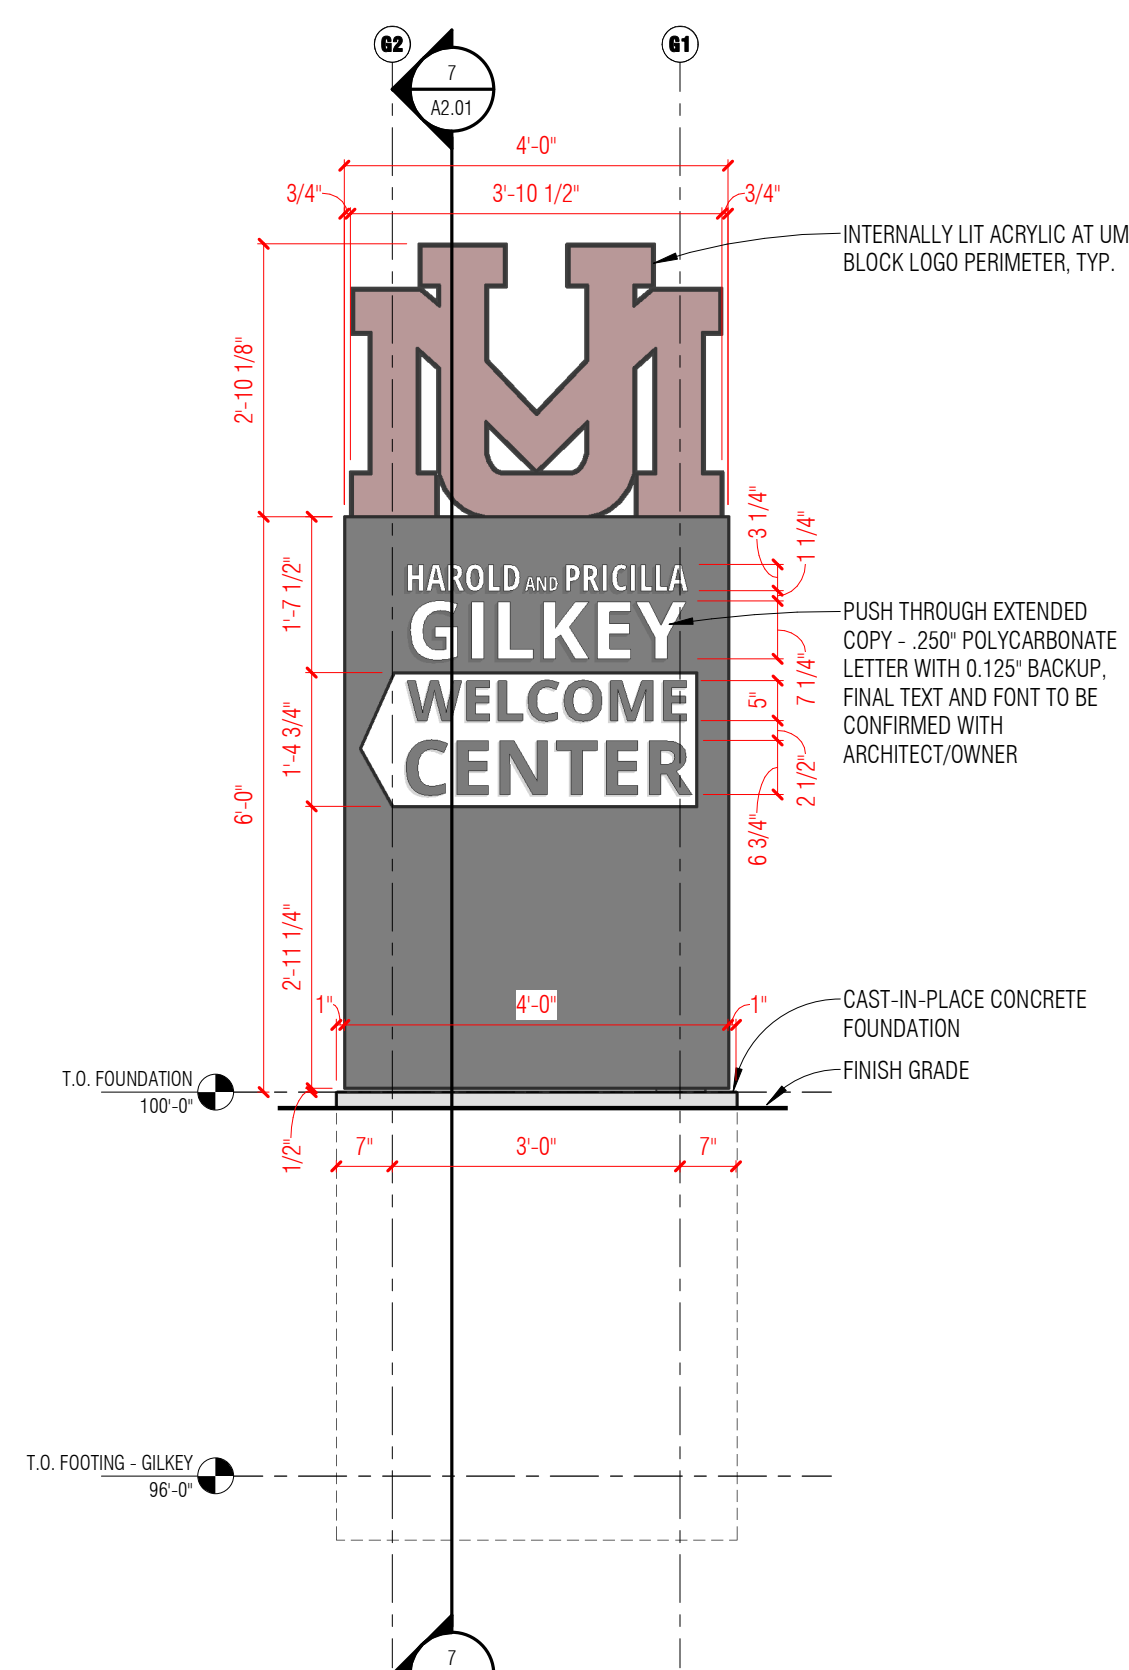 G2
G1
7
A2.01
4'-0"
3/4"
3'-10 1/2"
3/4"
INTERNALLY LIT ACRYLIC AT UM
BLOCK LOGO PERIMETER, TYP.
2'-10 1/8"
UM
3 1/4"
1 1/4"
1'-7 1/2"
HAROLD AND PRICILLA
GILKEY
PUSH THROUGH EXTENDED
COPY - .250" POLYCARBONATE
LETTER WITH 0.125" BACKUP,
FINAL TEXT AND FONT TO BE
CONFIRMED WITH
ARCHITECT/OWNER
7 1/4"
5"
WELCOME
CENTER
1'-4 3/4"
2 1/2"
6 3/4"
6'-0"
2'-11 1/4"
1"
4'-0"
1"
CAST-IN-PLACE CONCRETE
FOUNDATION
FINISH GRADE
T.O. FOUNDATION
100'-0"
1/2"
7"
3'-0"
7"
T.O. FOOTING - GILKEY
96'-0"
7